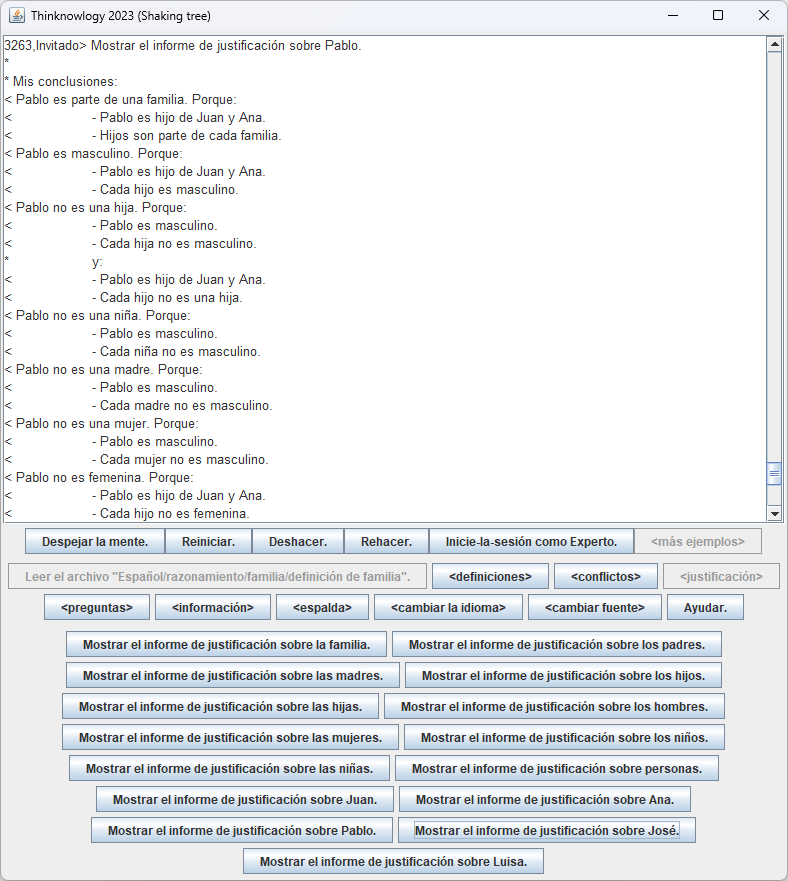 Thinknowlogy 2023 (Shaking tree)
3263,Invitado> Mostrar el informe de justificación sobre Pablo.
*
* Mis conclusiones:
< Pablo es parte de una familia. Porque:
< - Pablo es hijo de Juan y Ana.
< - Hijos son parte de cada familia.
< Pablo es masculino. Porque:
< - Pablo es hijo de Juan y Ana.
< - Cada hijo es masculino.
< Pablo no es una hija. Porque:
< - Pablo es masculino.
< - Cada hija no es masculino.
* y:
< - Pablo es hijo de Juan y Ana.
< - Cada hijo no es una hija.
< Pablo no es una niña. Porque:
< - Pablo es masculino.
< - Cada niña no es masculino.
< Pablo no es una madre. Porque:
< - Pablo es masculino.
< - Cada madre no es masculino.
< Pablo no es una mujer. Porque:
< - Pablo es masculino.
< - Cada mujer no es masculino.
< Pablo no es femenina. Porque:
< - Pablo es hijo de Juan y Ana.
< - Cada hijo no es femenina.
Despejar la mente. Reiniciar. Deshacer. Rehacer. Inicie-la-sesión como Experto. <más ejemplos>
Leer el archivo "Español/razonamiento/familia/definición de familia". <definiciones> <conflictos> <justificación>
<preguntas> <información> <espalda> <cambiar la idioma> <cambiar fuente> Ayudar.
Mostrar el informe de justificación sobre la familia. Mostrar el informe de justificación sobre los padres.
Mostrar el informe de justificación sobre las madres. Mostrar el informe de justificación sobre los hijos.
Mostrar el informe de justificación sobre las hijas. Mostrar el informe de justificación sobre los hombres.
Mostrar el informe de justificación sobre las mujeres. Mostrar el informe de justificación sobre los niños.
Mostrar el informe de justificación sobre las niñas. Mostrar el informe de justificación sobre personas.
Mostrar el informe de justificación sobre Juan. Mostrar el informe de justificación sobre Ana.
Mostrar el informe de justificación sobre Pablo. Mostrar el informe de justificación sobre José.
Mostrar el informe de justificación sobre Luisa.